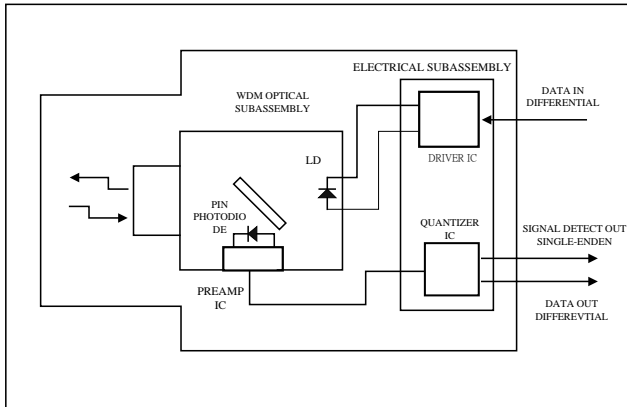 ELECTRICAL SUBASSEMBLY
WDM OPTICAL
SUBASSEMBLY
DATA IN
DIFFERENTIAL
LD
DRIVER IC
PIN
PHOTODIO
DE
QUANTIZER
IC
SIGNAL DETECT OUT
SINGLE-ENDEN
PREAMP
IC
DATA OUT
DIFFEREVTIAL